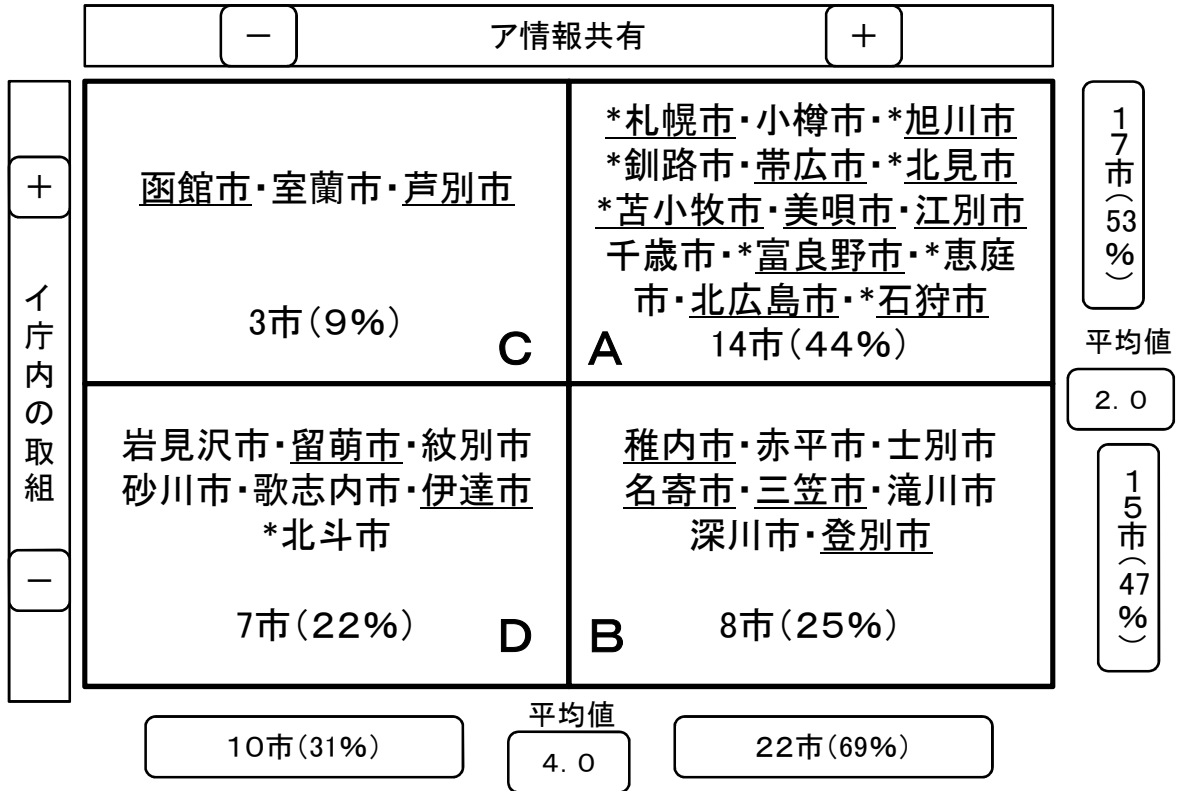 － ア情報共有 ＋
＋
イ庁内の取組
－
函館市・室蘭市・芦別市
3市(9%)
C
*札幌市・小樽市・*旭川市
*釧路市・帯広市・*北見市
*苫小牧市・美唄市・江別市
千歳市・*富良野市・*恵庭
市・北広島市・*石狩市
14市(44%)
A
岩見沢市・留萌市・紋別市
砂川市・歌志内市・伊達市
*北斗市
7市(22%)
D
稚内市・赤平市・士別市
名寄市・三笠市・滝川市
深川市・登別市
8市(25%)
B
17市(53%)
平均値
2.0
15市(47%)
10市(31%)
平均値
4.0
22市(69%)